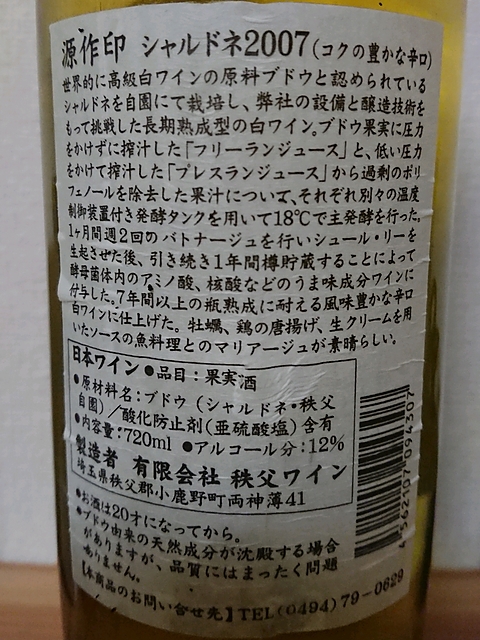 源作印 シャルドネ2007(コクの豊かな辛口)
世界的に高級白ワインの原料ブドウと認められている
シャルドネを自園にて栽培し、弊社の設備と醸造技術を
もって挑戦した長期熟成型の白ワイン。ブドウ果実に圧力
をかけずに搾汁した「フリーランジュース」と、低い圧力
をかけて搾汁した「プレスランジュース」から過剰のポリ
フェノールを除去した果汁について、それぞれ別々の温度
制御装置付き発酵タンクを用いて18℃で主発酵を行った。
1ヶ月間週2回のバトナージュを行いシュール・リーを
生起させた後、引き続き1年間樽貯蔵することによって
酵母菌体内のアミノ酸、核酸などのうま味成分ワインに
付与した。7年間以上の瓶熟成に耐える風味豊かな辛口
白ワインに仕上げた。牡蠣、鶏の唐揚げ、生クリームを用
いたソースの魚料理とのマリアージュが素晴らしい。
日本ワイン ●品目:果実酒
●原材料名:ブドウ(シャルドネ・秩父
自園)/酸化防止剤(亜硫酸塩)含有
●内容量:720ml ●アルコール分:12%
製造者 有限会社 秩父ワイン
埼玉県秩父郡小鹿野町両神薄41
●お酒は20才になってから。
●ブドウ由来の天然成分が沈殿する場合
がありますが、品質にはまったく問題
ありません。
【本商品のお問い合せ先】TEL(0494)79-0629
4562107094307